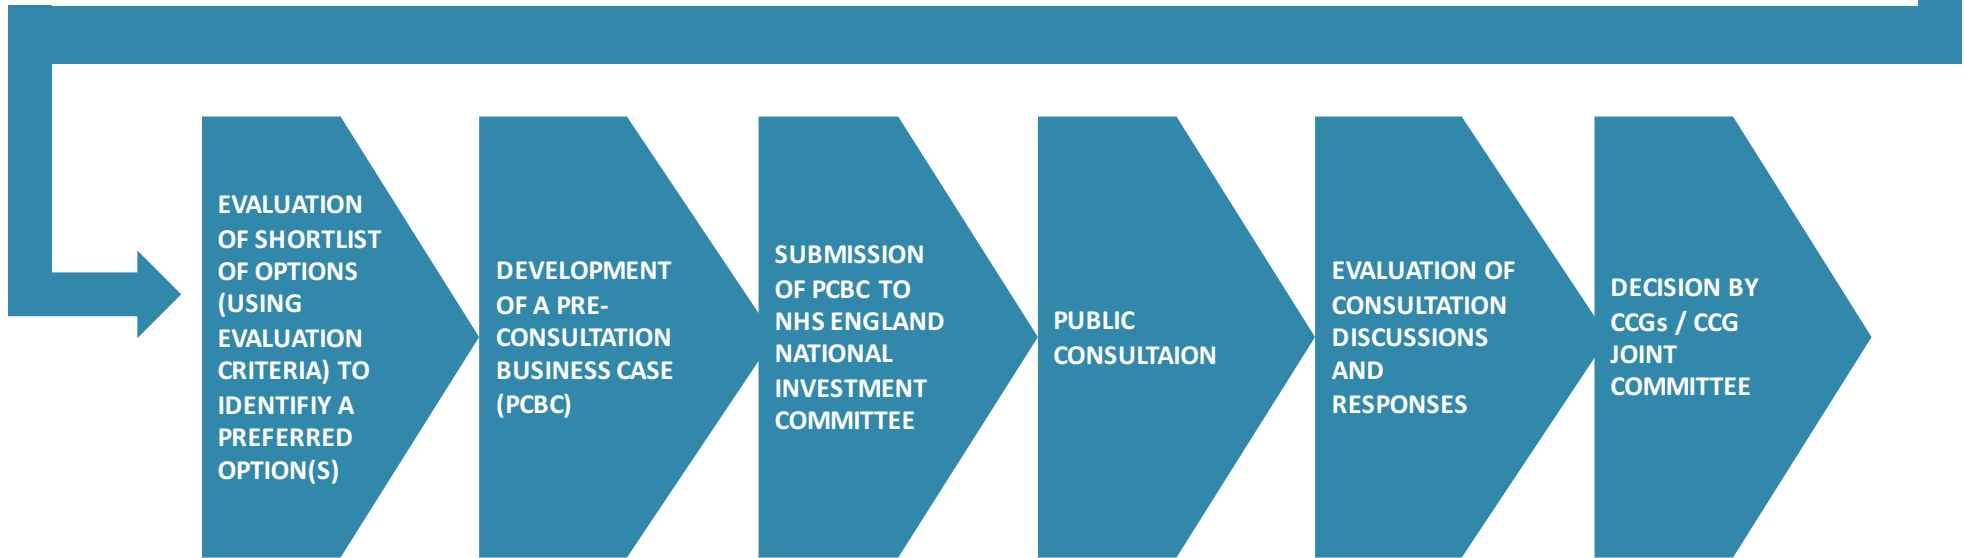 EVALUATION
OF SHORTLIST
OF OPTIONS
(USING
EVALUATION
CRITERIA) TO
IDENTIFIY A
PREFERRED
OPTION(S)
DEVELOPMENT
OF A PRE-
CONSULTATION
BUSINESS CASE
(PCBC)
SUBMISSION
OF PCBC TO
NHS ENGLAND
NATIONAL
INVESTMENT
COMMITTEE
PUBLIC
CONSULTAION
EVALUATION OF
CONSULTATION
DISCUSSIONS
AND
RESPONSES
DECISION BY
CCGs / CCG
JOINT
COMMITTEE